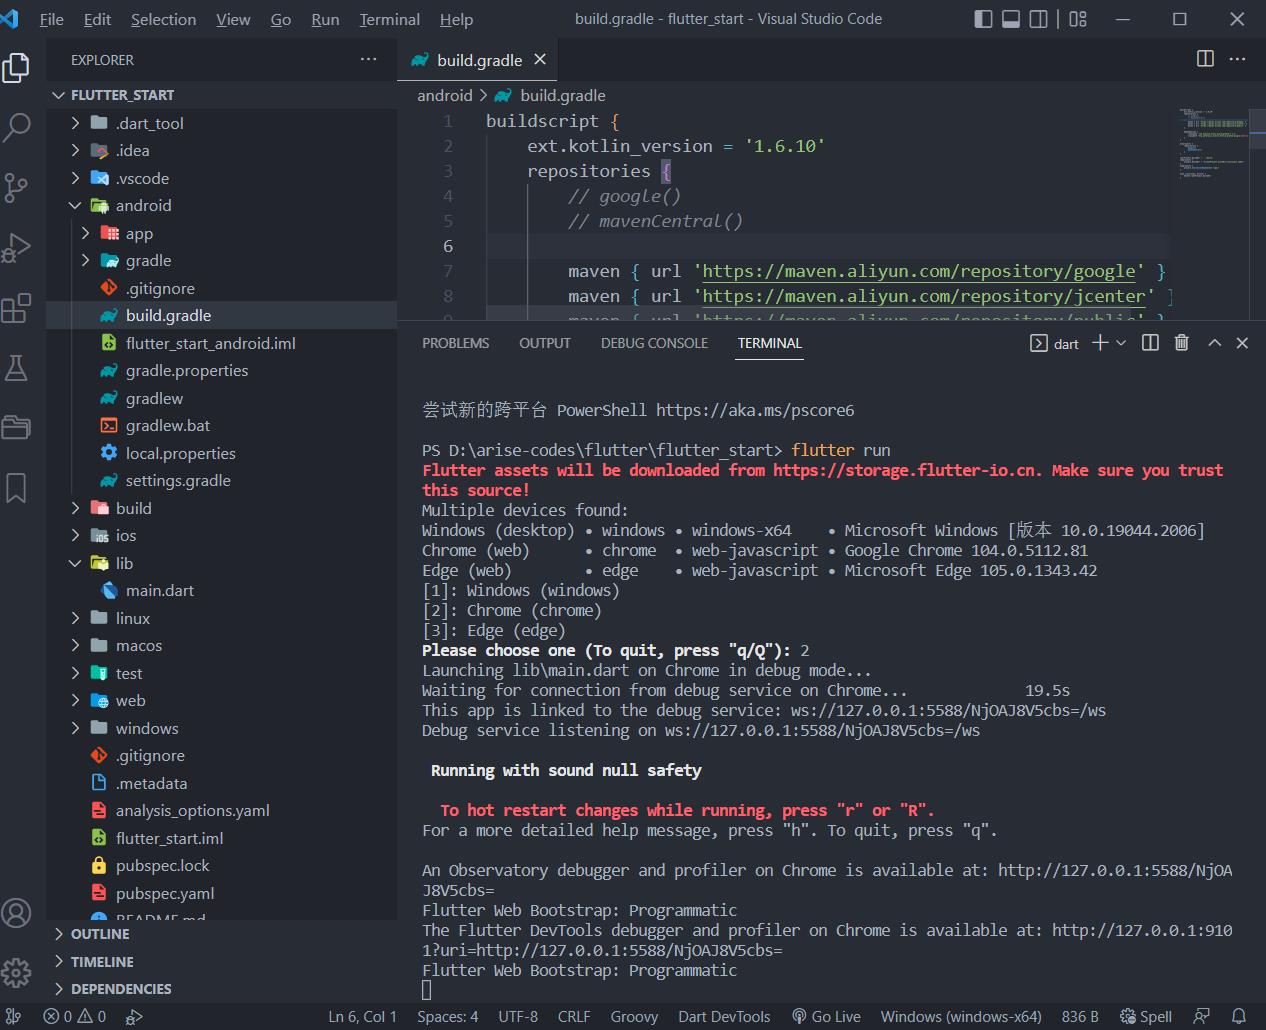 File Edit Selection View Go Run Terminal Help build.gradle - flutter_start - Visual Studio Code
EXPLORER
FLUTTER_START
.dart_tool
.idea
.vscode
android
app
gradle
.gitignore
build.gradle
flutter_start_android.iml
gradle.properties
gradlew
gradlew.bat
local.properties
settings.gradle
build
ios
lib
main.dart
linux
macos
test
web
windows
.gitignore
.metadata
analysis_options.yaml
flutter_start.iml
pubspec.lock
pubspec.yaml
README.md
OUTLINE
TIMELINE
DEPENDENCIES
build.gradle
android > build.gradle
1 buildscript {
2 ext.kotlin_version = '1.6.10'
3 repositories {
4 // google()
5 // mavenCentral()
6
7 maven { url 'https://maven.aliyun.com/repository/google' }
8 maven { url 'https://maven.aliyun.com/repository/jcenter' }
9 maven { url 'https://maven.aliyun.com/repository/public' }
PROBLEMS OUTPUT DEBUG CONSOLE TERMINAL dart
尝试新的跨平台 PowerShell https://aka.ms/pscore6
PS D:\arise-codes\flutter\flutter_start> flutter run
Flutter assets will be downloaded from https://storage.flutter-io.cn. Make sure you trust
this source!
Multiple devices found:
Windows (desktop) • windows • windows-x64 • Microsoft Windows [版本 10.0.19044.2006]
Chrome (web) • chrome • web-javascript • Google Chrome 104.0.5112.81
Edge (web) • edge • web-javascript • Microsoft Edge 105.0.1343.42
[1]: Windows (windows)
[2]: Chrome (chrome)
[3]: Edge (edge)
Please choose one (To quit, press "q/Q"): 2
Launching lib\main.dart on Chrome in debug mode...
Waiting for connection from debug service on Chrome... 19.5s
This app is linked to the debug service: ws://127.0.0.1:5588/NjOAJ8V5cbs=/ws
Debug service listening on ws://127.0.0.1:5588/NjOAJ8V5cbs=/ws
Running with sound null safety
To hot restart changes while running, press "r" or "R".
For a more detailed help message, press "h". To quit, press "q".
An Observatory debugger and profiler on Chrome is available at: http://127.0.0.1:5588/NjOA
J8V5cbs=
Flutter Web Bootstrap: Programmatic
The Flutter DevTools debugger and profiler on Chrome is available at: http://127.0.0.1:910
1?uri=http://127.0.0.1:5588/NjOAJ8V5cbs=
Flutter Web Bootstrap: Programmatic
0 0 Ln 6, Col 1 Spaces: 4 UTF-8 CRLF Groovy Dart DevTools Go Live Windows (windows-x64) 836 B Spell